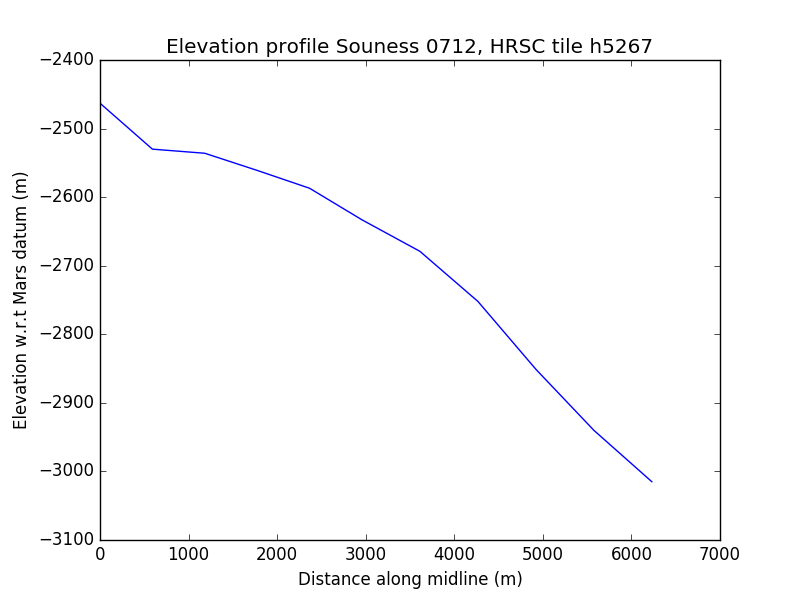 Elevation profile Souness 0712, HRSC tile h5267
Elevation w.r.t Mars datum (m)
−2400
−2500
−2600
−2700
−2800
−2900
−3000
−3100
0 1000 2000 3000 4000 5000 6000 7000
Distance along midline (m)